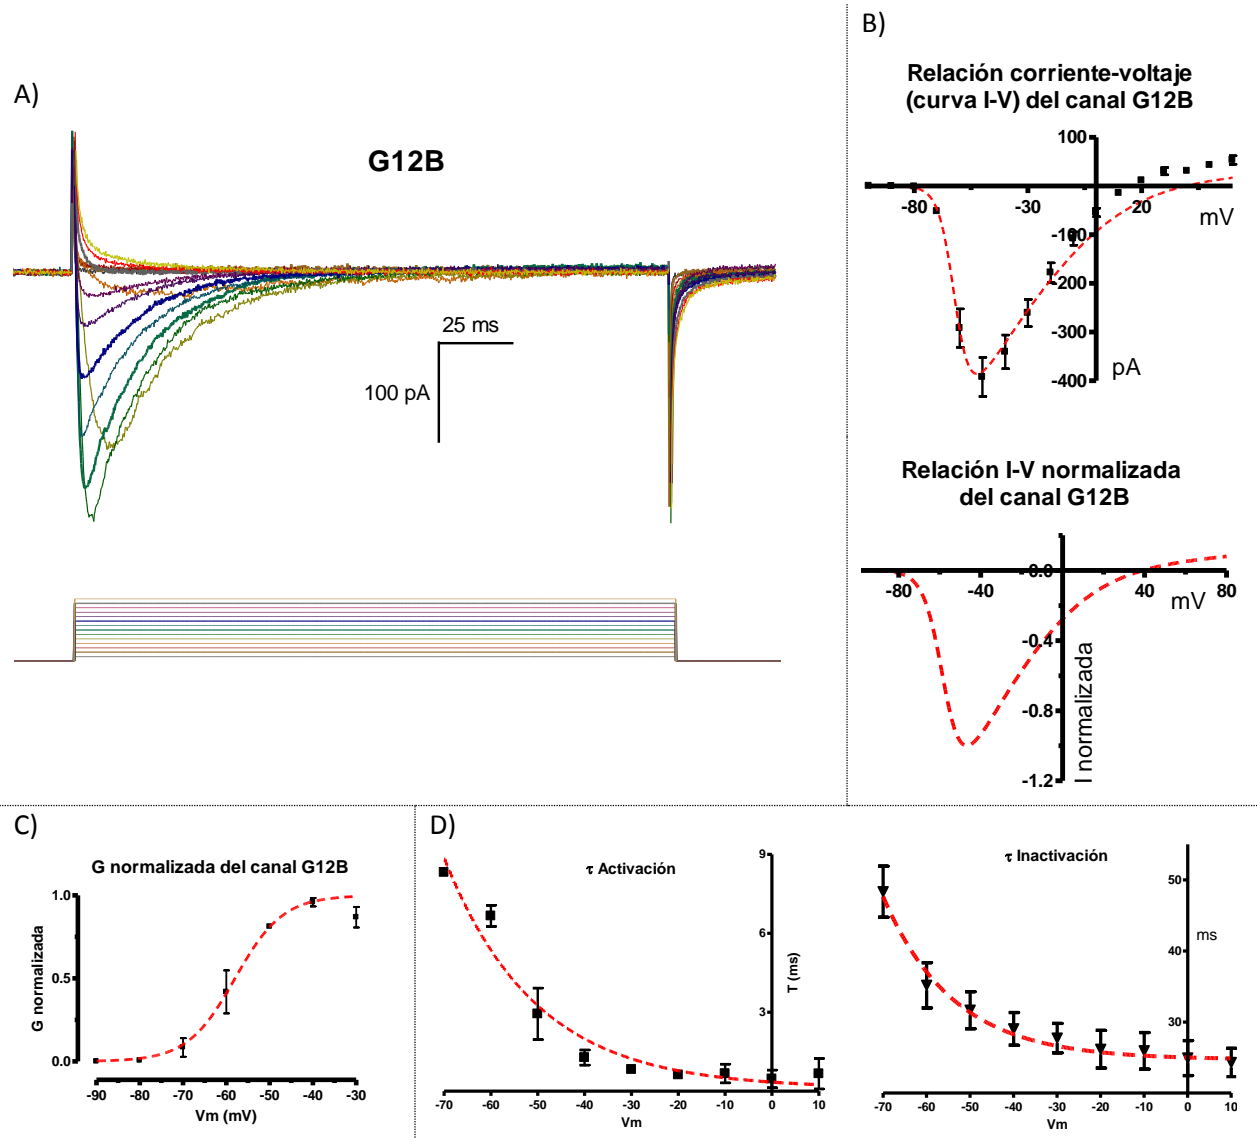 A)
G12B
25 ms
100 pA
B)
Relación corriente-voltaje
(curva I-V) del canal G12B
100
-80
-30
20
mV
-100
-200
-300
-400
pA
Relación I-V normalizada
del canal G12B
0.0
-80
-40
40
80
mV
-0.4
-0.8
-1.2
I normalizada
C)
G normalizada del canal G12B
1.0
0.5
0.0
G normalizada
-90
-80
-70
-60
-50
-40
-30
Vm (mV)
D)
τ Activación
9
6
3
T (ms)
-70
-60
-50
-40
-30
-20
-10
0
10
Vm
τ Inactivación
50
40
30
ms
-70
-60
-50
-40
-30
-20
-10
0
10
Vm